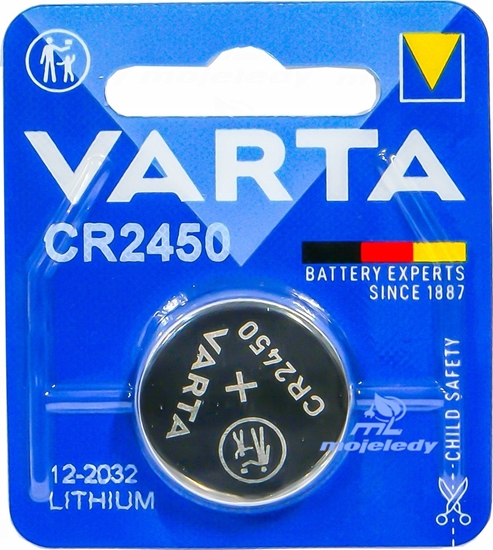 VARTA
CR2450
BATTERY EXPERTS
SINCE 1887
VARTA
+
CR2450
mojeledy
CHILD SAFETY
12-2032
LITHIUM